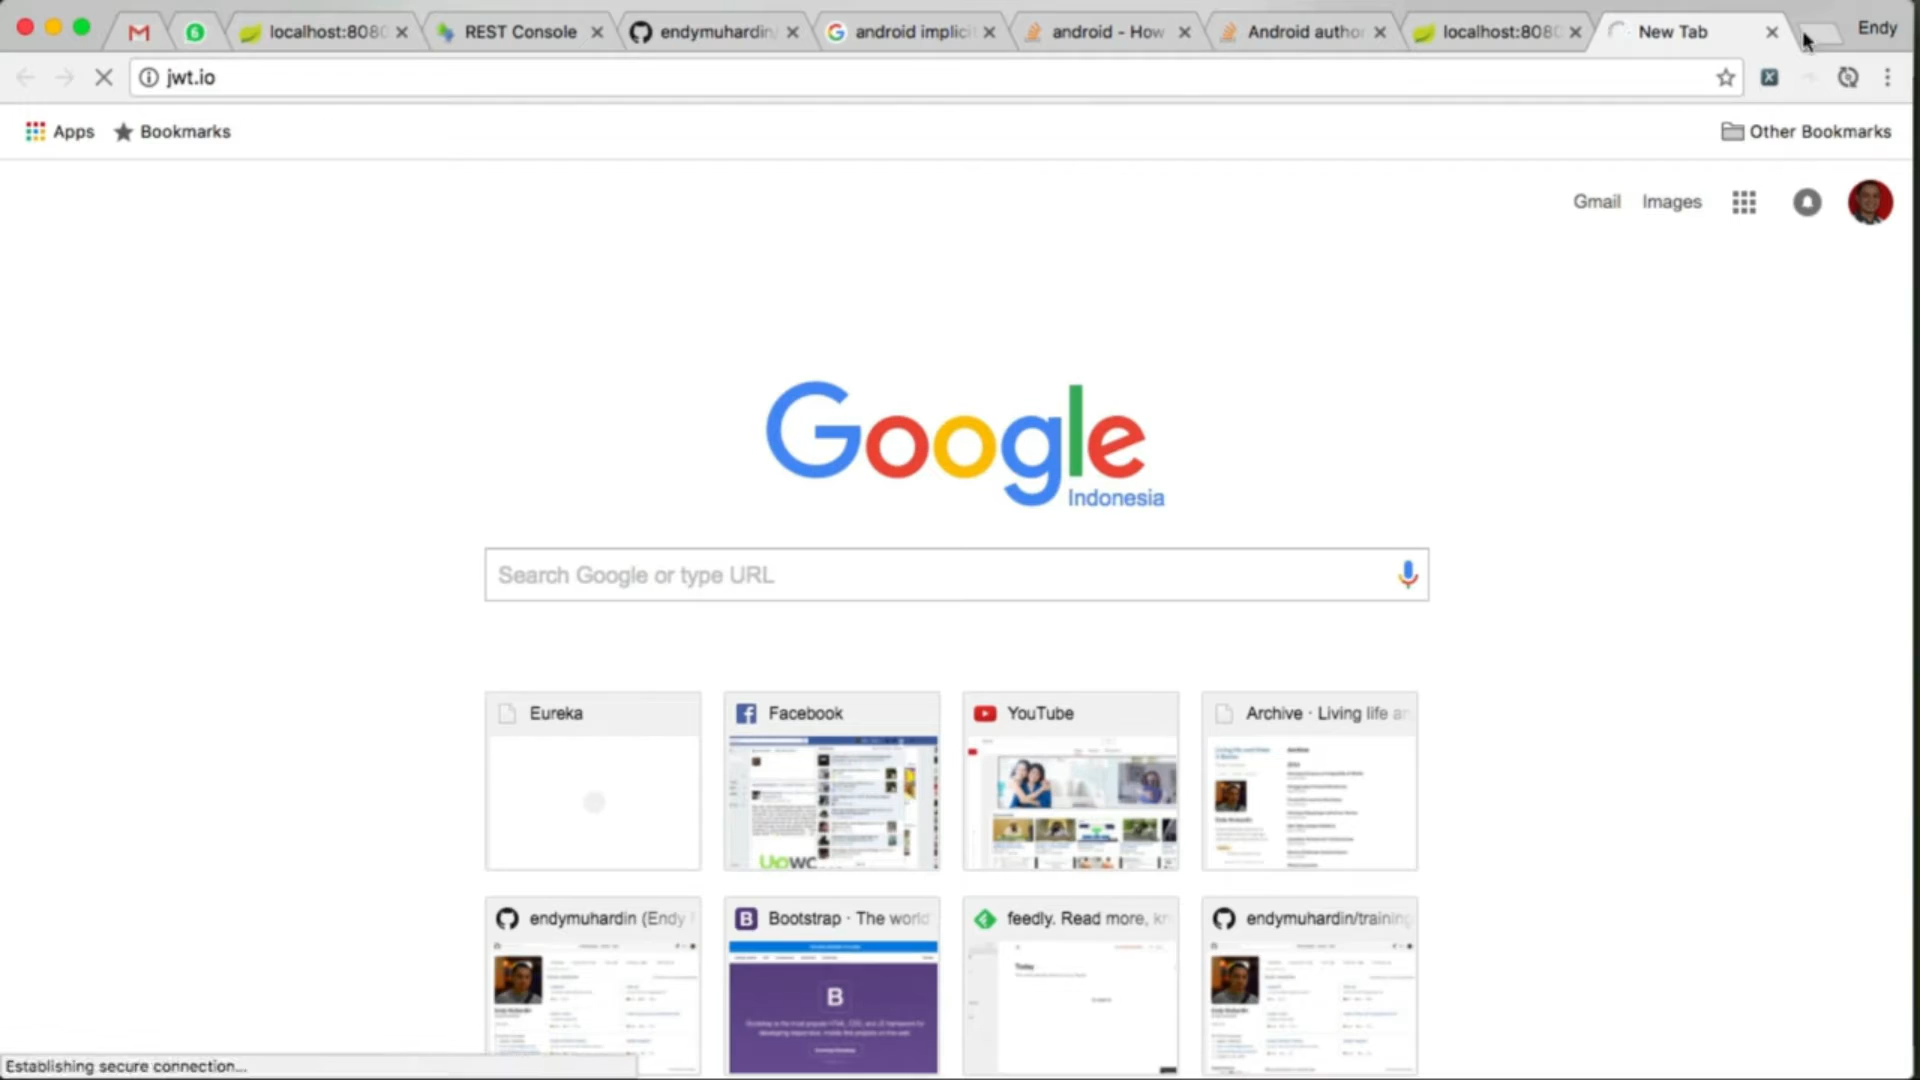 localhost:808 REST Console endymuhardin android implici android - How Android autho localhost:808 New Tab Endy
jwt.io
Apps Bookmarks Other Bookmarks
Gmail Images
Google
Indonesia
Search Google or type URL
Eureka Facebook YouTube Archive · Living life a
endymuhardin (Endy Bootstrap · The world feedly. Read more, k endymuhardin/training
Today
B
Establishing secure connection...